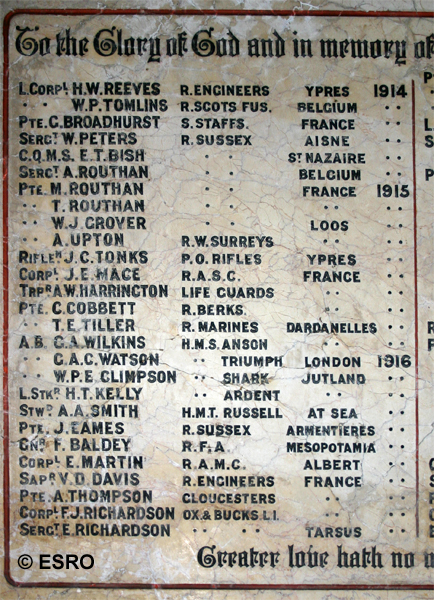 To the Glory of God and in memory of
L. CORPL H.W. REEVES R. ENGINEERS YPRES 1914
·· W.P. TOMLINS R. SCOTS FUS. BELGIUM ··
PTE. C. BROADHURST S. STAFFS. FRANCE ··
SERGT W. PETERS R. SUSSEX AISNE ··
C.Q.M.S. E.T. BISH ·· ·· ST NAZAIRE ··
SERGT A. ROUTHAN ·· ·· BELGIUM ··
PTE. M. ROUTHAN ·· ·· FRANCE 1915
·· T. ROUTHAN ·· ·· ·· ··
·· W.J. GROVER ·· ·· LOOS ··
·· A. UPTON R.W. SURREYS ·· ··
RIFLEN J.C. TONKS P.O. RIFLES YPRES ··
CORPL J.E. MACE R.A.S.C. FRANCE ··
TRPR A.W. HARRINGTON LIFE GUARDS ·· ··
PTE. C. COBBETT R. BERKS. ·· ··
·· T.E. TILLER R. MARINES DARDANELLES ··
A.B. G.A. WILKINS H.M.S. ANSON ·· ··
·· G.A.C. WATSON ·· TRIUMPH LONDON 1916
·· W.P.E. GLIMPSON ·· SHARK JUTLAND ··
L. STKR H.T. KELLY ·· ARDENT ·· ··
STWD A.A. SMITH H.M.T. RUSSELL AT SEA ··
PTE. J. EAMES R. SUSSEX ARMENTIERES ··
GNR F. BALDEY R.F.A. MESOPOTAMIA ··
CORPL E. MARTIN R.A.M.C. ALBERT ··
SAPR V.D. DAVIS R. ENGINEERS FRANCE ··
PTE. A. THOMPSON GLOUCESTERS ·· ··
CORPL F.J. RICHARDSON OX. & BUCKS. L.I. ·· ··
SERGT E. RICHARDSON ·· ·· TARSUS ··
Greater love hath no
© ESRO